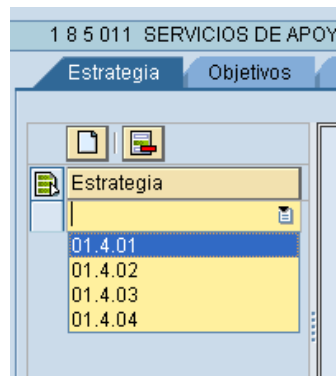 1 8 5 011 SERVICIOS DE APOY
Estrategia Objetivos
Estrategia
01.4.01
01.4.02
01.4.03
01.4.04